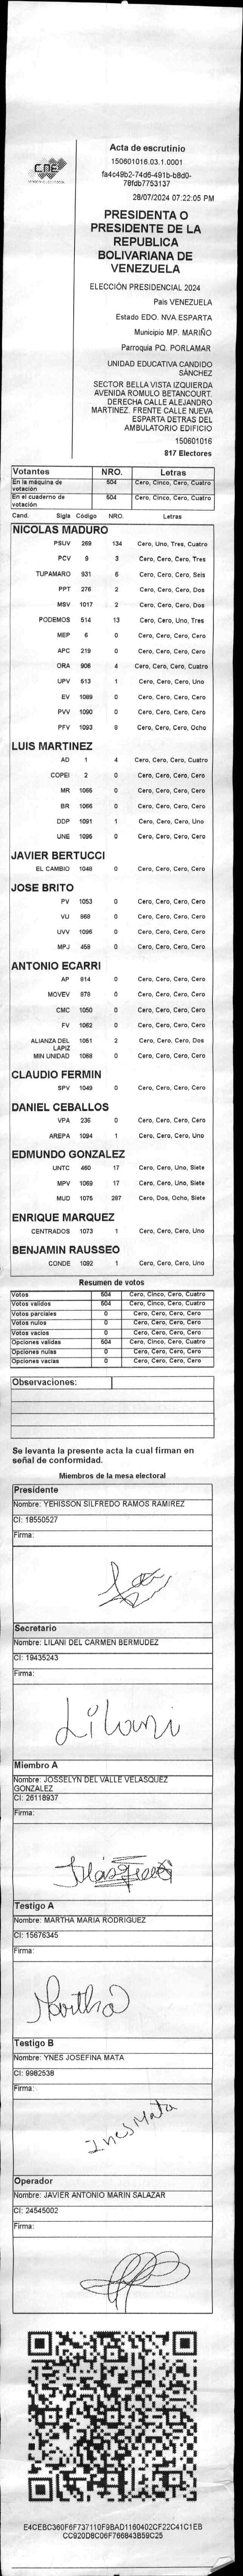 CNE
Acta de escrutinio
150601016.03.1.0001
fa4c49b2-74d6-491b-b8d0-
78fdb7753137
28/07/2024 07:22:05 PM
PRESIDENTA O
PRESIDENTE DE LA
REPUBLICA
BOLIVARIANA DE
VENEZUELA
ELECCIÓN PRESIDENCIAL 2024
Pais VENEZUELA
Estado EDO. NVA.ESPARTA
Municipio MP. MARIÑO
Parroquia PQ. PORLAMAR
UNIDAD EDUCATIVA CANDIDO
SÁNCHEZ
SECTOR BELLA VISTA IZQUIERDA
AVENIDA ROMULO BETANCOURT.
DERECHA CALLE ALEJANDRO
MARTINEZ. FRENTE CALLE NUEVA
ESPARTA DETRAS DEL
AMBULATORIO EDIFICIO
150601016
817 Electores
Votantes NRO. Letras
En la máquina de votación 504 Cero, Cinco, Cero, Cuatro
En el cuaderno de votación 504 Cero, Cinco, Cero, Cuatro
Cand. Sigla Código NRO. Letras
NICOLAS MADURO
PSUV 269 134 Cero, Uno, Tres, Cuatro
PCV 9 3 Cero, Cero, Cero, Tres
TUPAMARO 931 6 Cero, Cero, Cero, Seis
PPT 276 2 Cero, Cero, Cero, Dos
MSV 1017 2 Cero, Cero, Cero, Dos
PODEMOS 514 13 Cero, Cero, Uno, Tres
MEP 6 0 Cero, Cero, Cero, Cero
APC 219 0 Cero, Cero, Cero, Cero
ORA 906 4 Cero, Cero, Cero, Cuatro
UPV 513 1 Cero, Cero, Cero, Uno
EV 1089 0 Cero, Cero, Cero, Cero
PVV 1090 0 Cero, Cero, Cero, Cero
PFV 1093 8 Cero, Cero, Cero, Ocho
LUIS MARTINEZ
AD 1 4 Cero, Cero, Cero, Cuatro
COPEI 2 0 Cero, Cero, Cero, Cero
MR 1065 0 Cero, Cero, Cero, Cero
BR 1066 0 Cero, Cero, Cero, Cero
DDP 1091 1 Cero, Cero, Cero, Uno
UNE 1095 0 Cero, Cero, Cero, Cero
JAVIER BERTUCCI
EL CAMBIO 1048 0 Cero, Cero, Cero, Cero
JOSE BRITO
PV 1053 0 Cero, Cero, Cero, Cero
VU 868 0 Cero, Cero, Cero, Cero
UVV 1096 0 Cero, Cero, Cero, Cero
MPJ 458 0 Cero, Cero, Cero, Cero
ANTONIO ECARRI
AP 814 0 Cero, Cero, Cero, Cero
MOVEV 878 0 Cero, Cero, Cero, Cero
CMC 1050 0 Cero, Cero, Cero, Cero
FV 1062 0 Cero, Cero, Cero, Cero
ALIANZA DEL LAPIZ 1051 2 Cero, Cero, Cero, Dos
MIN UNIDAD 1068 0 Cero, Cero, Cero, Cero
CLAUDIO FERMIN
SPV 1049 0 Cero, Cero, Cero, Cero
DANIEL CEBALLOS
VPA 236 0 Cero, Cero, Cero, Cero
AREPA 1094 1 Cero, Cero, Cero, Uno
EDMUNDO GONZALEZ
UNTC 460 17 Cero, Cero, Uno, Siete
MPV 1069 17 Cero, Cero, Uno, Siete
MUD 1075 287 Cero, Dos, Ocho, Siete
ENRIQUE MARQUEZ
CENTRADOS 1073 1 Cero, Cero, Cero, Uno
BENJAMIN RAUSSEO
CONDE 1092 1 Cero, Cero, Cero, Uno
Resumen de votos
Votos 504 Cero, Cinco, Cero, Cuatro
Votos validos 504 Cero, Cinco, Cero, Cuatro
Votos parciales 0 Cero, Cero, Cero, Cero
Votos nulos 0 Cero, Cero, Cero, Cero
Votos vacios 0 Cero, Cero, Cero, Cero
Opciones validas 504 Cero, Cinco, Cero, Cuatro
Opciones nulas 0 Cero, Cero, Cero, Cero
Opciones vacias 0 Cero, Cero, Cero, Cero
Observaciones:
Se levanta la presente acta la cual firman en
señal de conformidad.
Miembros de la mesa electoral
Presidente
Nombre: YEHISSON SILFREDO RAMOS RAMIREZ
CI: 18550527
Firma:
Secretario
Nombre: LILANI DEL CARMEN BERMUDEZ
CI: 19435243
Firma:
Lilani
Miembro A
Nombre: JOSSELYN DEL VALLE VELASQUEZ
GONZALEZ
CI: 26118937
Firma:
Testigo A
Nombre: MARTHA MARIA RODRIGUEZ
CI: 15676345
Firma:
Martha
Testigo B
Nombre: YNES JOSEFINA MATA
CI: 9982538
Firma:
Ines Mata
Operador
Nombre: JAVIER ANTONIO MARIN SALAZAR
CI: 24545002
Firma:
E4CEBC360F6F737110F9BAD1160402CF22C41C1EB
CC920D8C06F766843B59C25